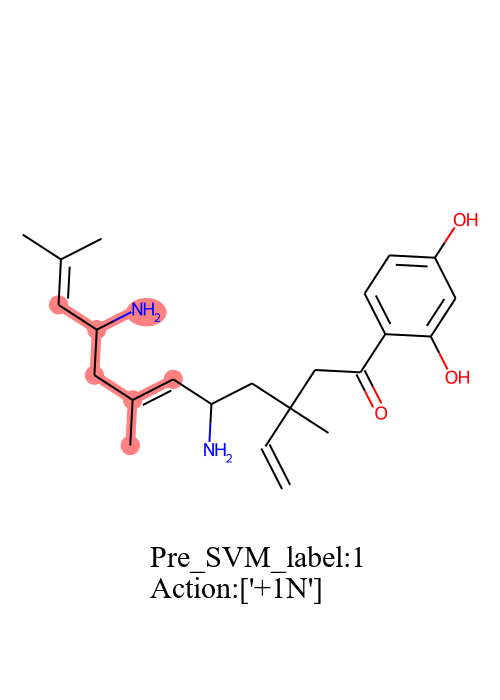 OH
NH2
OH
O
NH2
Pre_SVM_label:1
Action:['+1N']